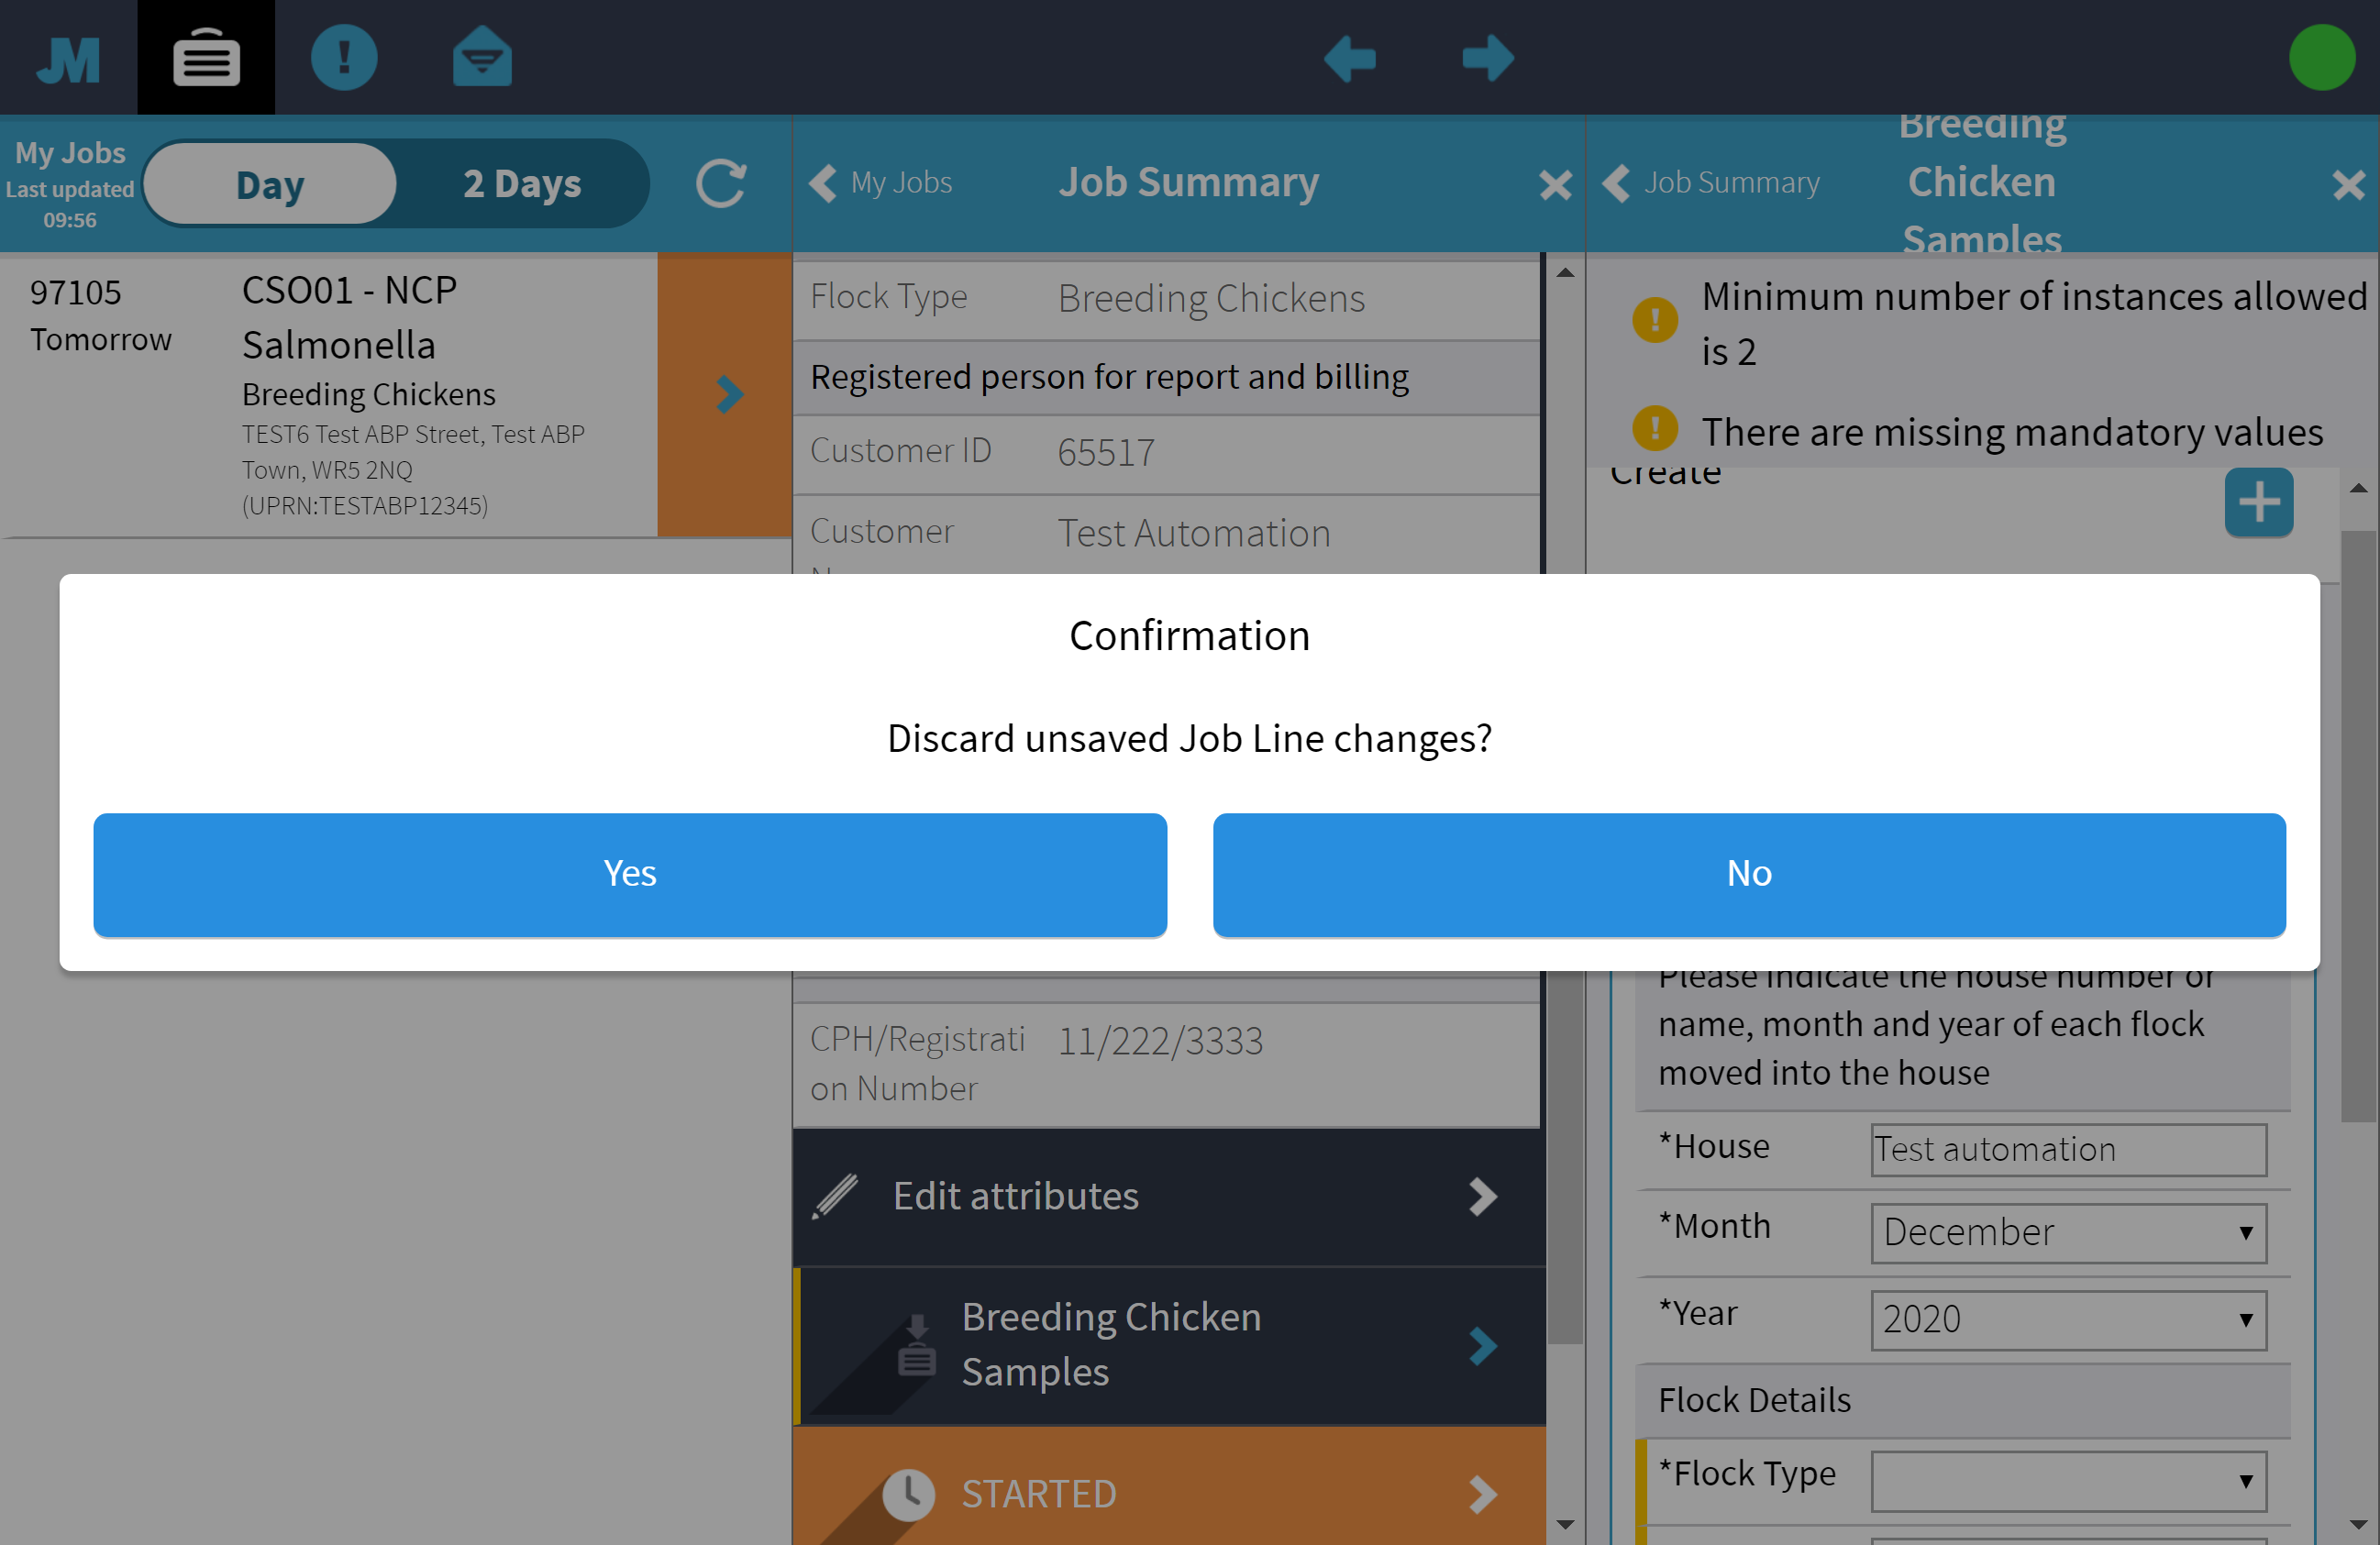 JM
My Jobs
Last updated
09:56
Day
2 Days
My Jobs
Job Summary
Job Summary
Breeding
Chicken
Samples
97105
Tomorrow
CSO01 - NCP
Salmonella
Breeding Chickens
TEST6 Test ABP Street, Test ABP
Town, WR5 2NQ
(UPRN:TESTABP12345)
Flock Type
Breeding Chickens
Registered person for report and billing
Customer ID
65517
Customer
Test Automation
Minimum number of instances allowed
is 2
There are missing mandatory values
Create
Confirmation
Discard unsaved Job Line changes?
Yes
No
CPH/Registrati
on Number
11/222/3333
Edit attributes
Breeding Chicken
Samples
STARTED
Please indicate the house number or
name, month and year of each flock
moved into the house
*House
Test automation
*Month
December
*Year
2020
Flock Details
*Flock Type